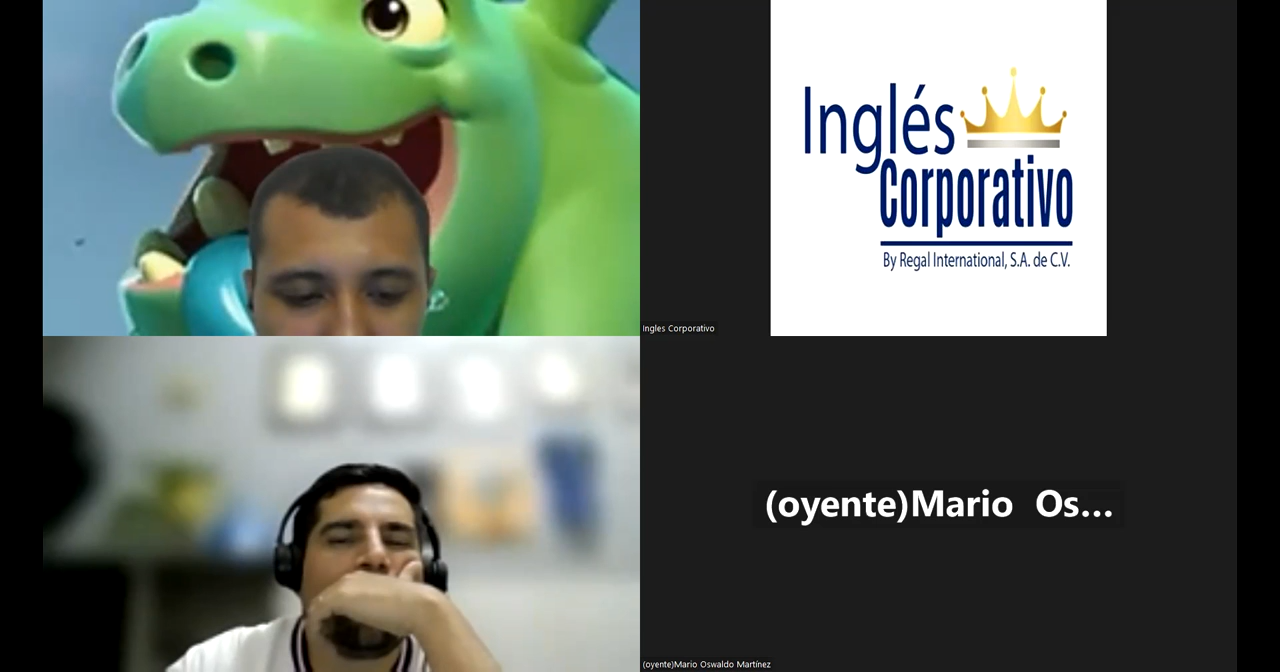 Inglés
Corporativo
By Regal International, S.A. de C.V.
Ingles Corporativo
(oyente)Mario Os...
(oyente)Mario Oswaldo Martínez